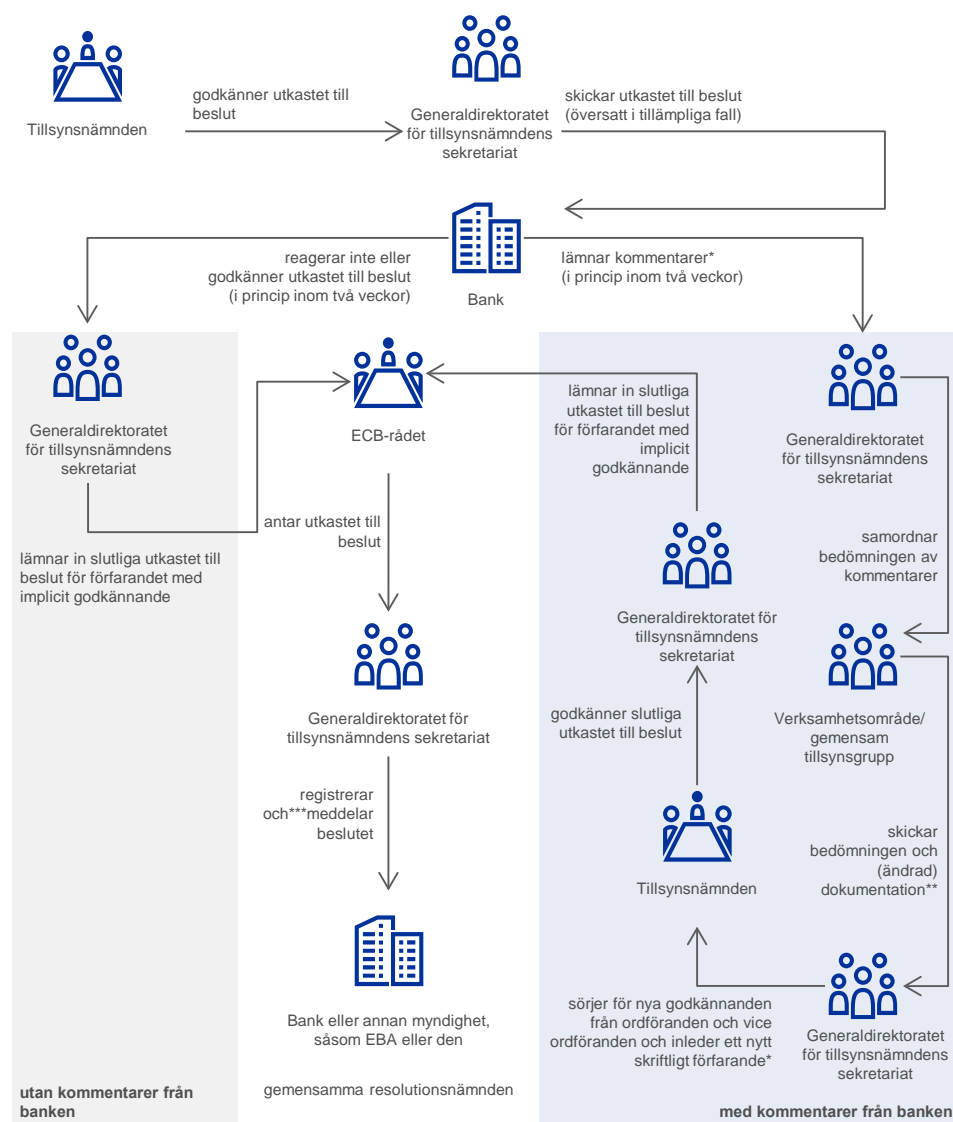 Tillsynsnämnden
godkänner utkastet till
beslut
Generaldirektoratet
för tillsynsnämndens
sekretariat
skickar utkastet till beslut
(översatt i tillämpliga fall)
reagerar inte eller
godkänner utkastet till beslut
(i princip inom två veckor)
Bank
lämnar kommentarer*
(i princip inom två veckor)
Generaldirektoratet
för tillsynsnämndens
sekretariat
lämnar in slutliga utkastet till
beslut för förfarandet med
implicit godkännande
ECB-rådet
antar utkastet till
beslut
Generaldirektoratet för
tillsynsnämndens sekretariat
registrerar
och***meddelar
beslutet
Bank eller annan myndighet,
såsom EBA eller den
gemensamma resolutionsnämnden
utan kommentarer från
banken
lämnar in slutliga
utkastet till beslut
för förfarandet med
implicit
godkännande
Generaldirektoratet
för tillsynsnämndens
sekretariat
samordnar
bedömningen av
kommentarer
Generaldirektoratet för
tillsynsnämndens
sekretariat
godkänner slutliga
utkastet till beslut
Verksamhetsområde/
gemensam
tillsynsgrupp
skickar
bedömningen och
(ändrad)
dokumentation**
Tillsynsnämnden
sörjer för nya godkännanden
från ordföranden och vice
ordföranden och inleder ett nytt
skriftligt förfarande*
Generaldirektoratet
för tillsynsnämndens
sekretariat
med kommentarer från banken